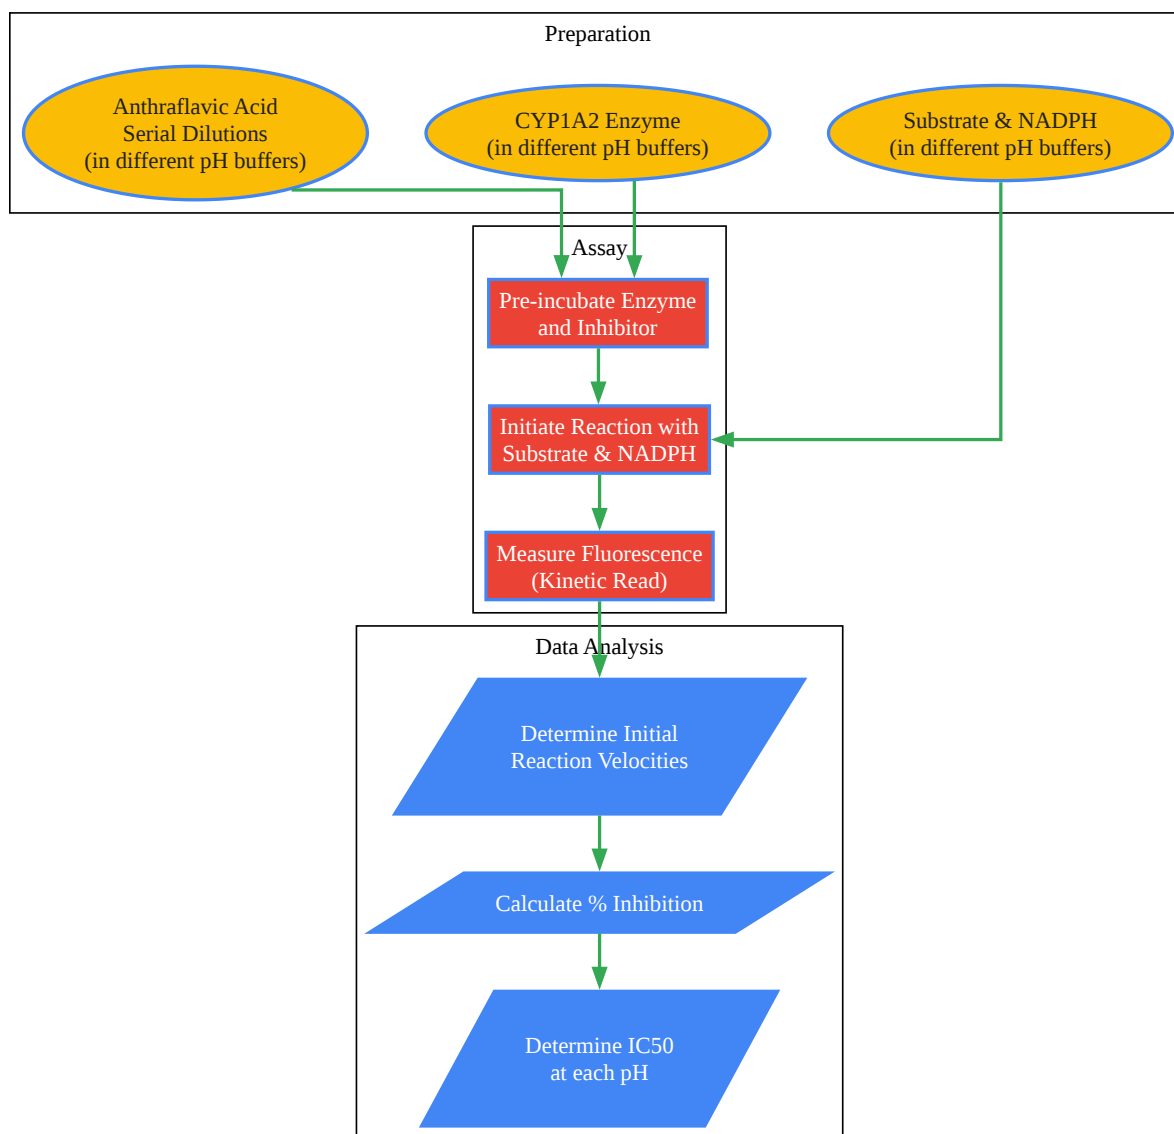 Preparation
Anthraflavic Acid
Serial Dilutions
(in different pH buffers)
CYP1A2 Enzyme
(in different pH buffers)
Substrate & NADPH
(in different pH buffers)
Assay
Pre-incubate Enzyme
and Inhibitor
Initiate Reaction with
Substrate & NADPH
Measure Fluorescence
(Kinetic Read)
Data Analysis
Determine Initial
Reaction Velocities
Calculate % Inhibition
Determine IC50
at each pH